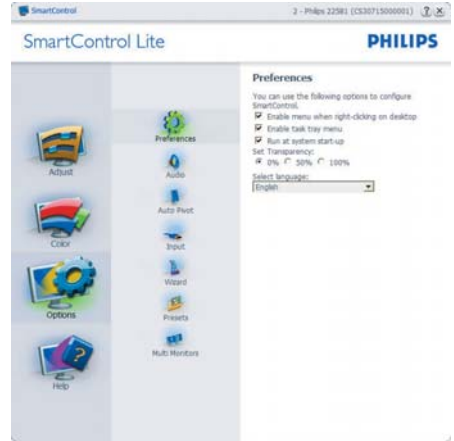 SmartControl
2 - Philips 225B1 (CS30715000001)
SmartControl Lite
PHILIPS
Adjust
Color
Options
Help
Preferences
Audio
Auto Pivot
Input
Wizard
Presets
Multi Monitors
Preferences
You can use the following options to configure
SmartControl.
Enable menu when right-clicking on desktop
Enable task tray menu
Run at system start-up
Set Transparency:
0% 50% 100%
Select language:
English